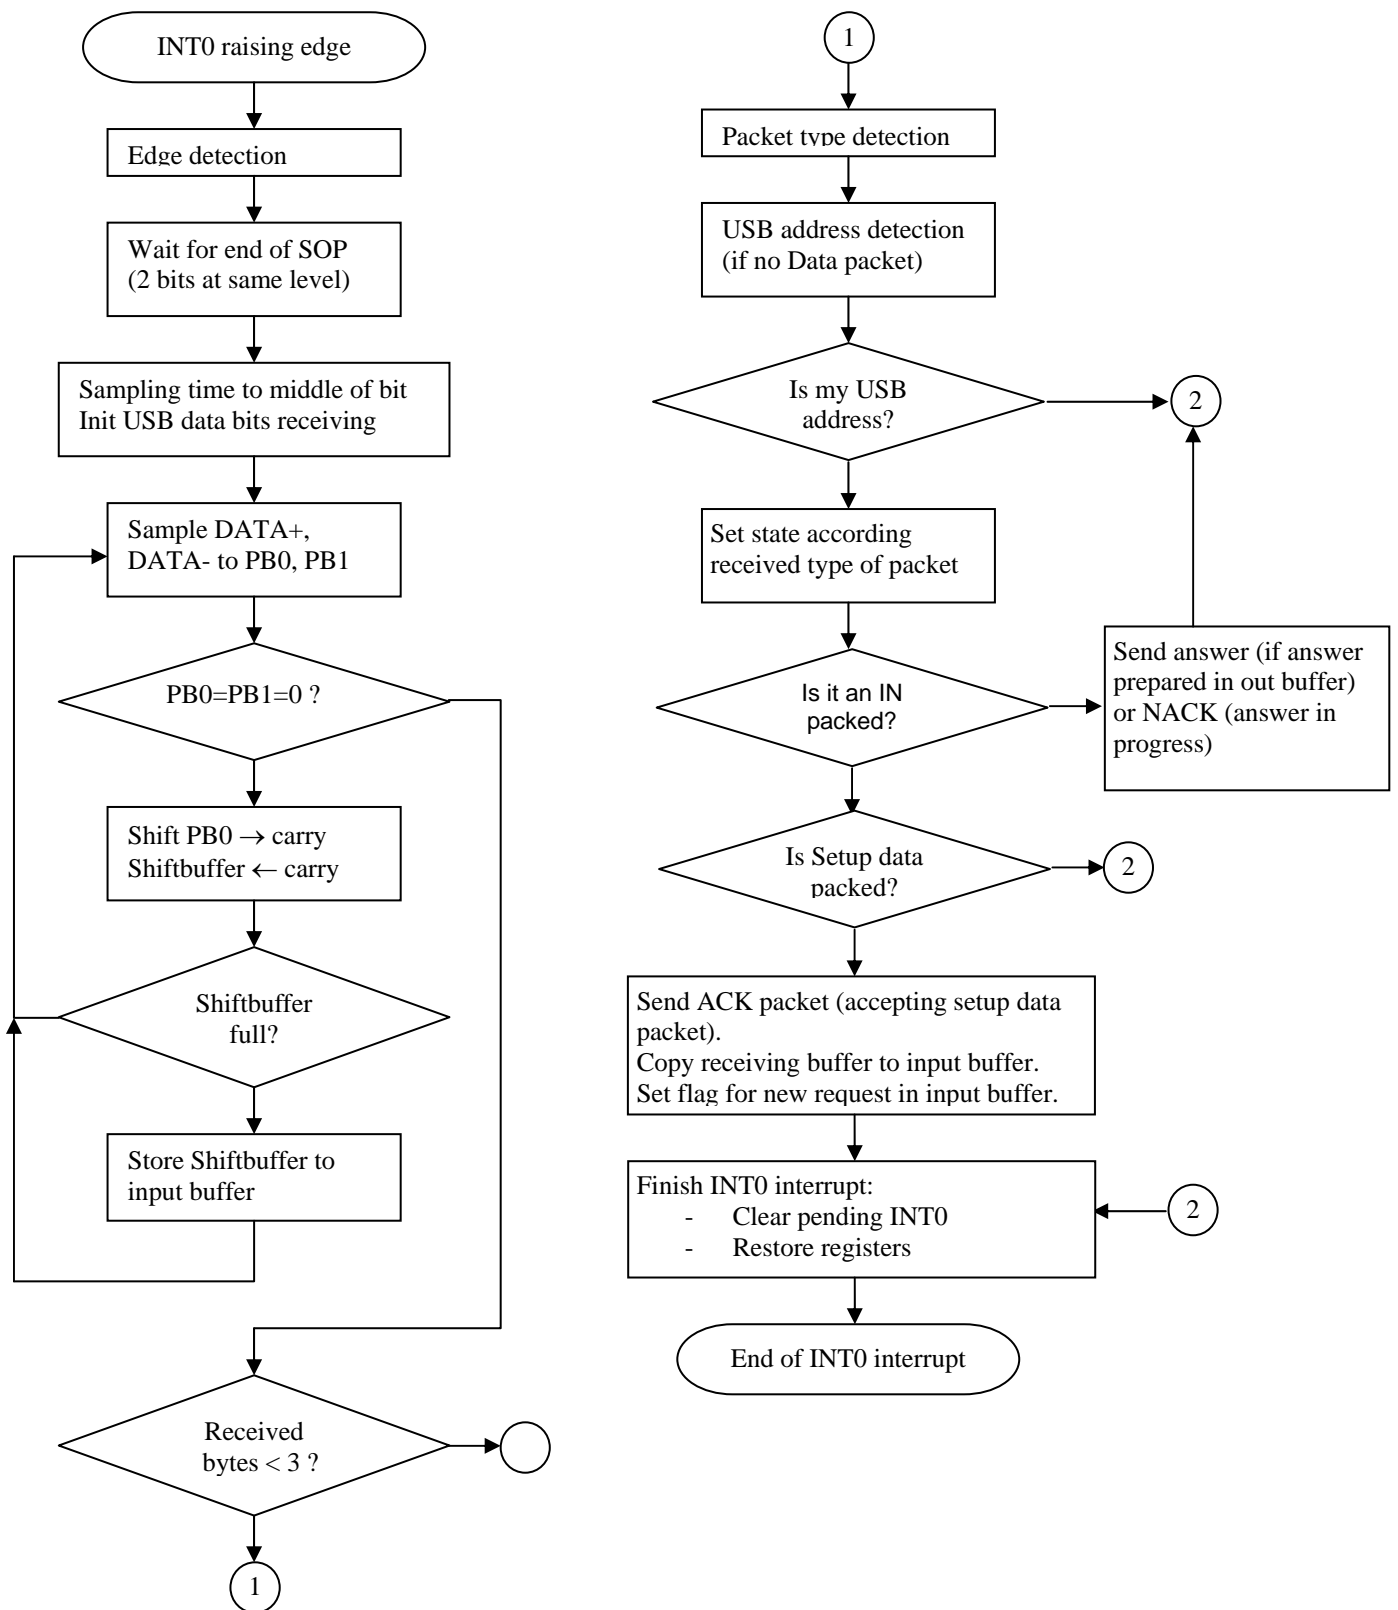 INT0 raising edge
Edge detection
Wait for end of SOP
(2 bits at same level)
Sampling time to middle of bit
Init USB data bits receiving
Sample DATA+,
DATA- to PB0, PB1
PB0=PB1=0 ?
Shift PB0 → carry
Shiftbuffer ← carry
Shiftbuffer
full?
Store Shiftbuffer to
input buffer
Received
bytes < 3 ?
1
1
Packet type detection
USB address detection
(if no Data packet)
Is my USB
address?
2
Set state according
received type of packet
Is it an IN
packed?
Send answer (if answer
prepared in out buffer)
or NACK (answer in
progress)
Is Setup data
packed?
2
Send ACK packet (accepting setup data
packet).
Copy receiving buffer to input buffer.
Set flag for new request in input buffer.
Finish INT0 interrupt:
- Clear pending INT0
- Restore registers
2
End of INT0 interrupt